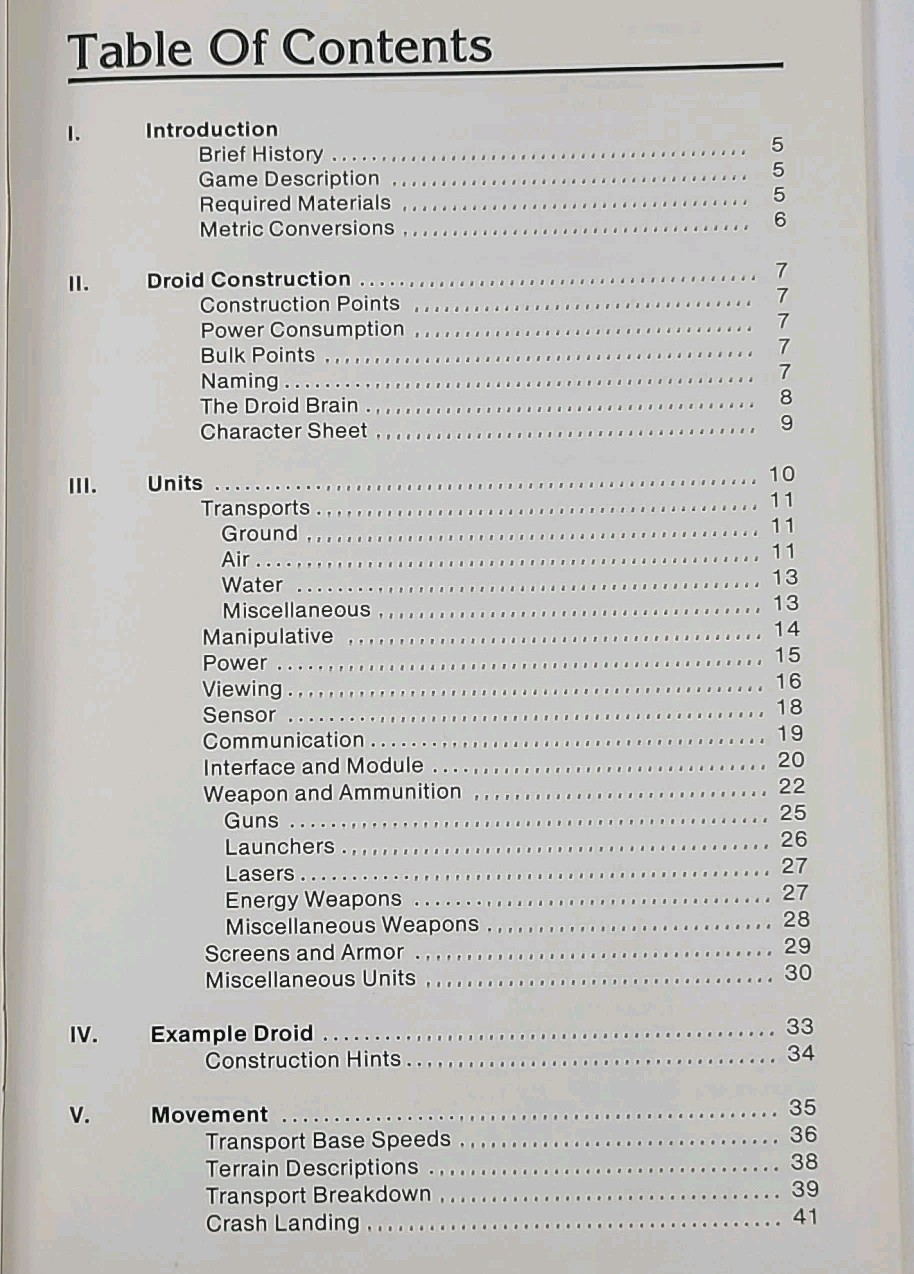 Table Of Contents
I. Introduction
Brief History ........................................ 5
Game Description ........................................ 5
Required Materials ........................................ 5
Metric Conversions ........................................ 6
II. Droid Construction ........................................ 7
Construction Points ........................................ 7
Power Consumption ........................................ 7
Bulk Points ........................................ 7
Naming ........................................ 7
The Droid Brain ........................................ 8
Character Sheet ........................................ 9
III. Units ........................................ 10
Transports ........................................ 11
Ground ........................................ 11
Air ........................................ 11
Water ........................................ 13
Miscellaneous ........................................ 13
Manipulative ........................................ 14
Power ........................................ 15
Viewing ........................................ 16
Sensor ........................................ 18
Communication ........................................ 19
Interface and Module ........................................ 20
Weapon and Ammunition ........................................ 22
Guns ........................................ 25
Launchers ........................................ 26
Lasers ........................................ 27
Energy Weapons ........................................ 27
Miscellaneous Weapons ........................................ 28
Screens and Armor ........................................ 29
Miscellaneous Units ........................................ 30
IV. Example Droid ........................................ 33
Construction Hints ........................................ 34
V. Movement ........................................ 35
Transport Base Speeds ........................................ 36
Terrain Descriptions ........................................ 38
Transport Breakdown ........................................ 39
Crash Landing ........................................ 41